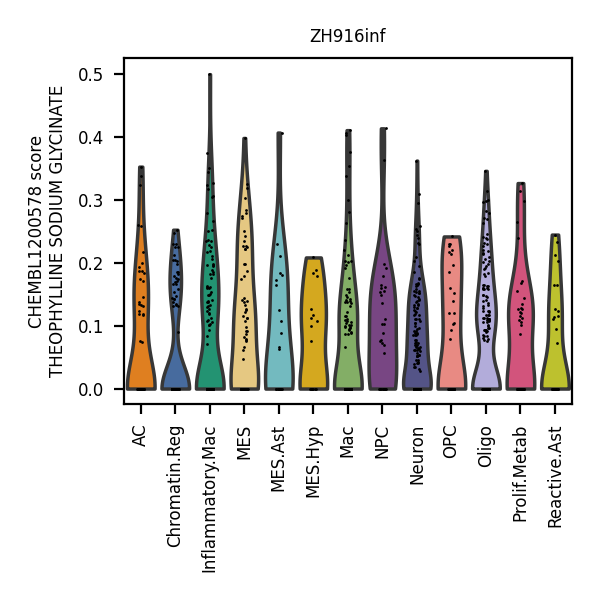 ZH916inf
CHEMBL1200578 score
THEOPHYLLINE SODIUM GLYCINATE
0.5
0.4
0.3
0.2
0.1
0.0
AC
Chromatin.Reg
Inflammatory.Mac
MES
MES.Ast
MES.Hyp
Mac
NPC
Neuron
OPC
Oligo
Prolif.Metab
Reactive.Ast